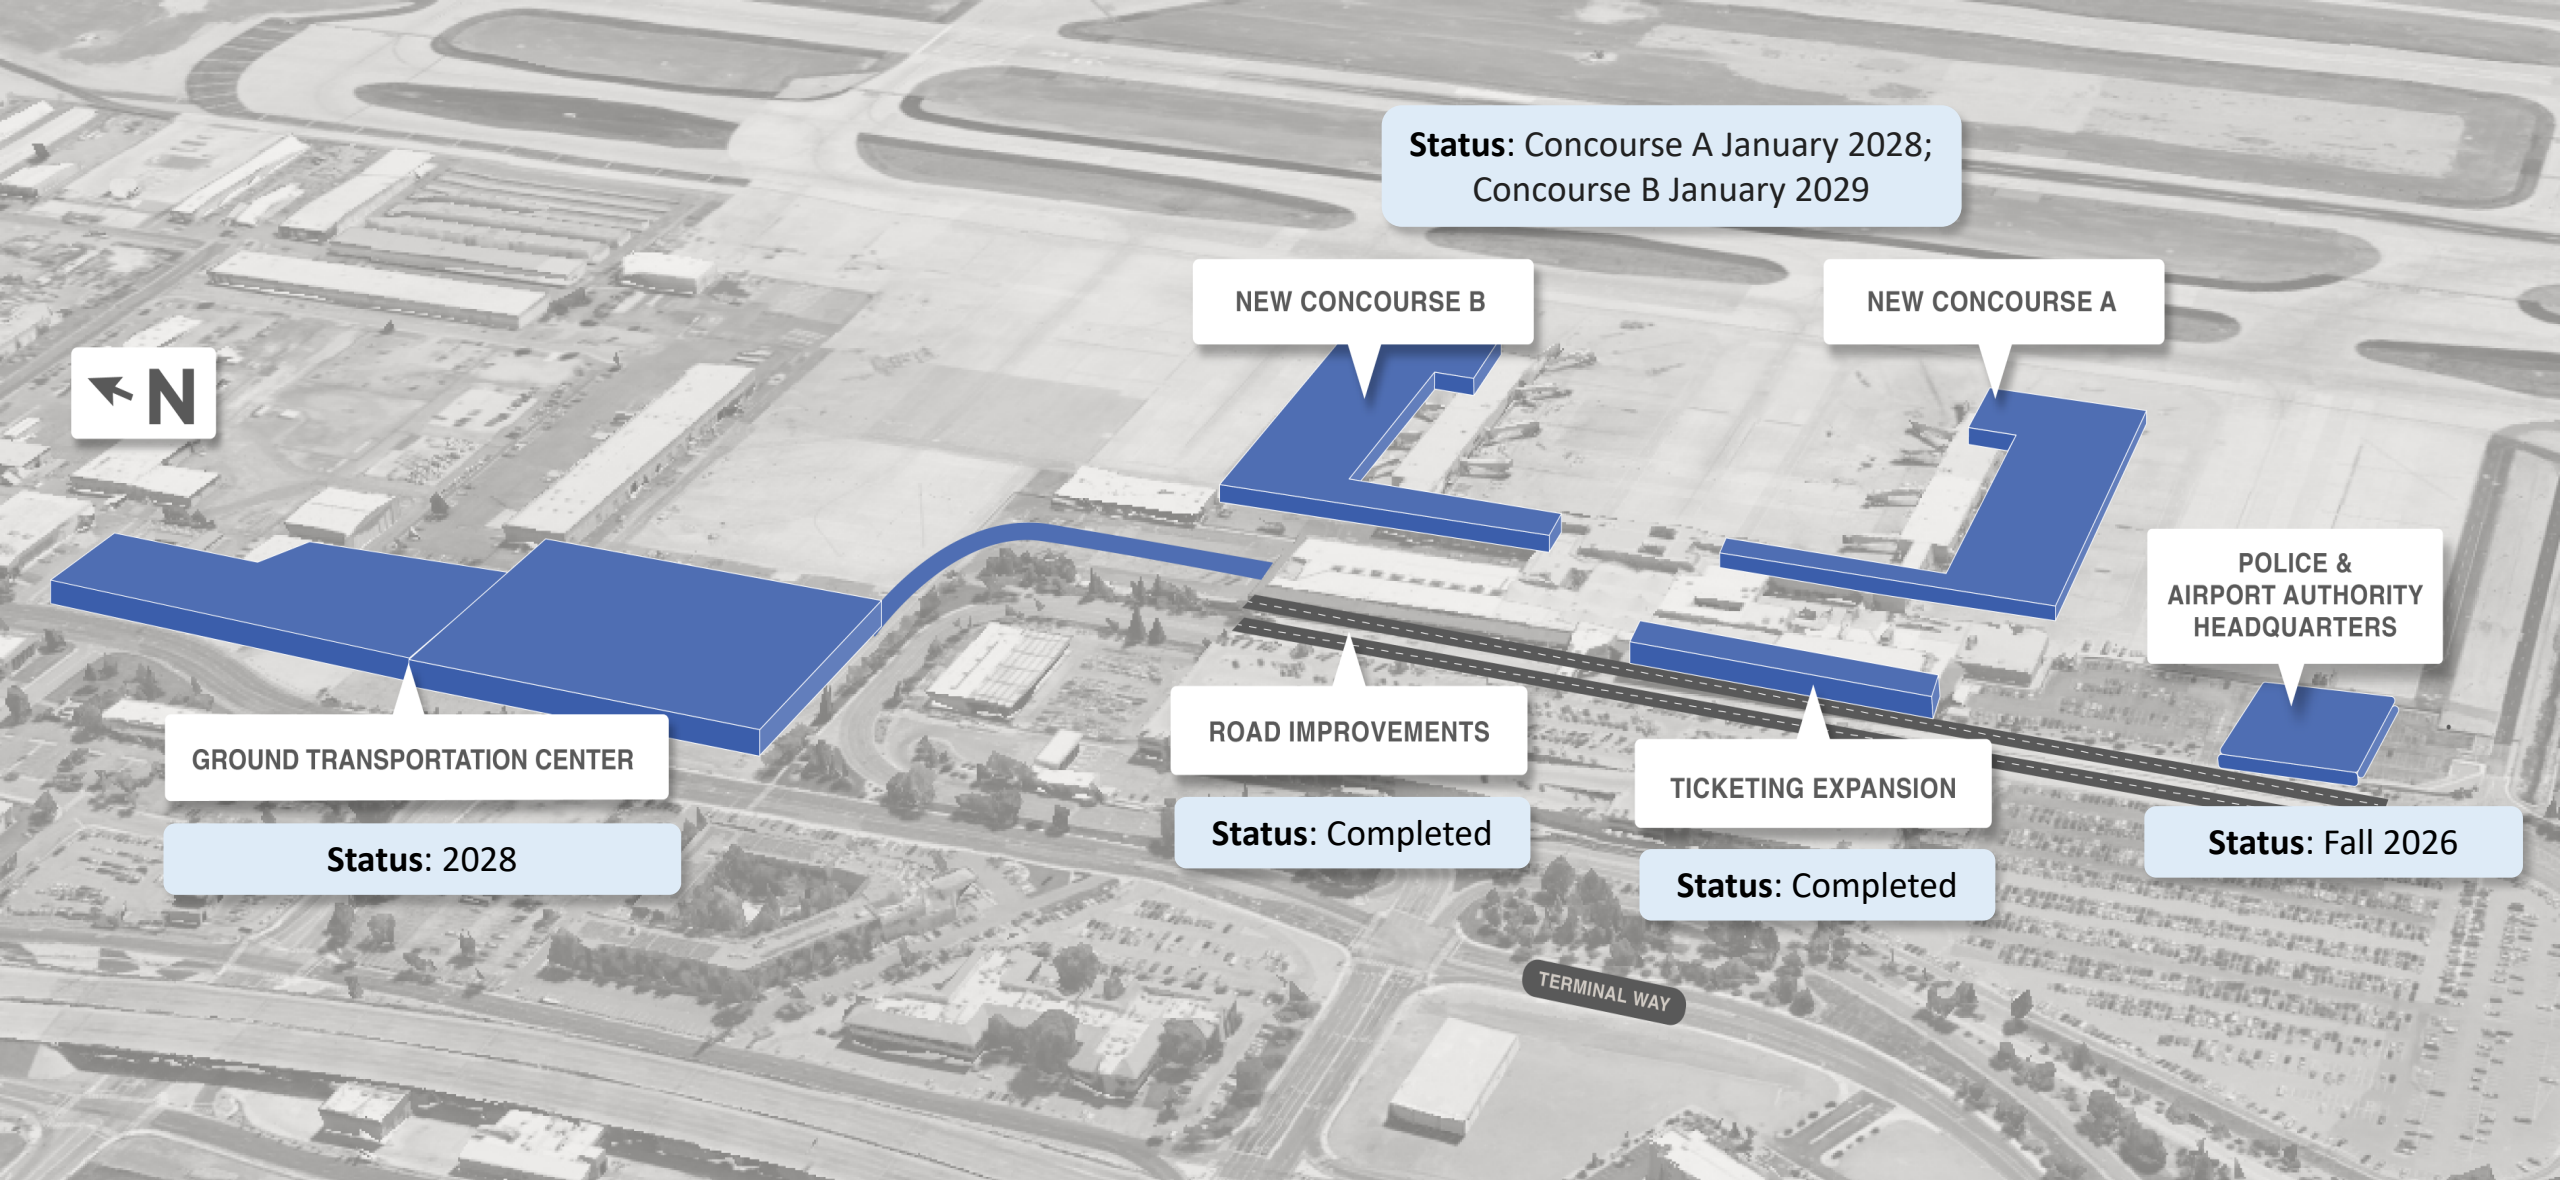 Status: Concourse A January 2028;
Concourse B January 2029
NEW CONCOURSE B
NEW CONCOURSE A
N
POLICE &
AIRPORT AUTHORITY
HEADQUARTERS
GROUND TRANSPORTATION CENTER
Status: 2028
ROAD IMPROVEMENTS
Status: Completed
TICKETING EXPANSION
Status: Completed
Status: Fall 2026
TERMINAL WAY